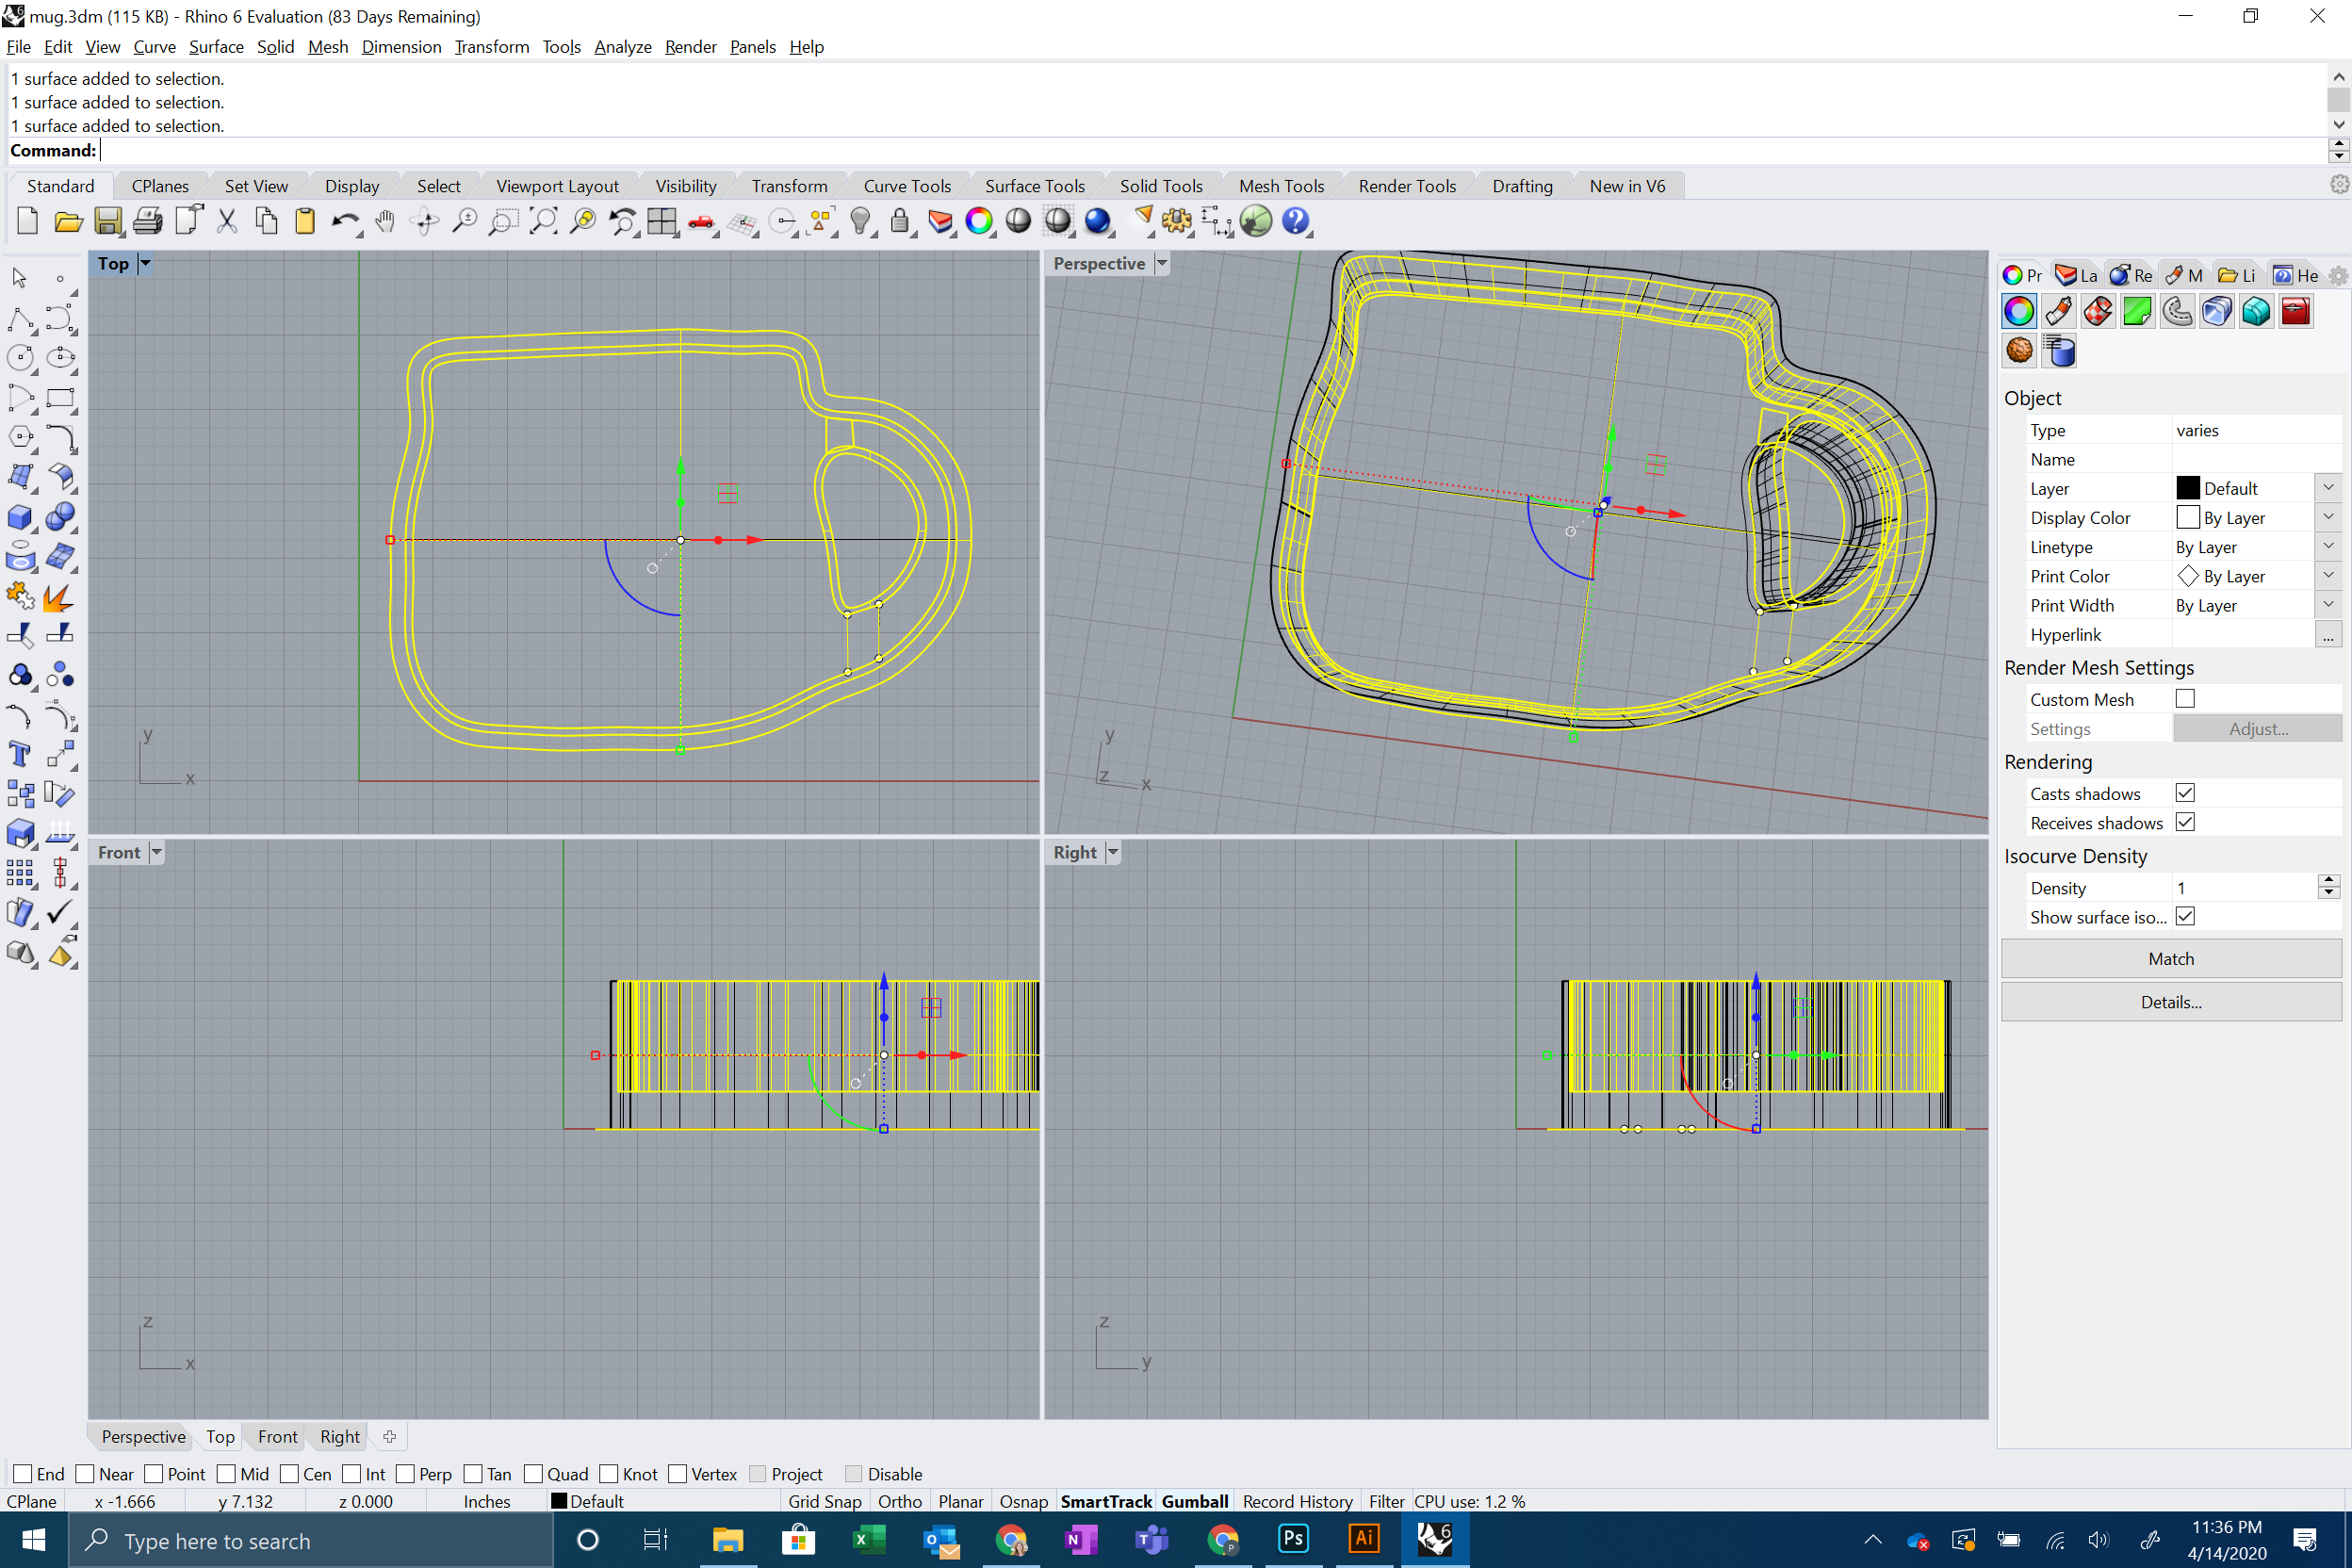 mug.3dm (115 KB) - Rhino 6 Evaluation (83 Days Remaining)
File Edit View Curve Surface Solid Mesh Dimension Transform Tools Analyze Render Panels Help
1 surface added to selection.
1 surface added to selection.
1 surface added to selection.
Command:
Standard CPlanes Set View Display Select Viewport Layout Visibility Transform Curve Tools Surface Tools Solid Tools Mesh Tools Render Tools Drafting New in V6
Top
Perspective
Pr La Re M Li He
Object
Type varies
Name
Layer Default
Display Color By Layer
Linetype By Layer
Print Color By Layer
Print Width By Layer
Hyperlink ...
Render Mesh Settings
Custom Mesh
Settings Adjust...
Rendering
Casts shadows
Receives shadows
Isocurve Density
Density 1
Show surface iso...
Match
Details...
y
x
y
z
x
Front
Right
z
x
z
y
Perspective Top Front Right
End Near Point Mid Cen Int Perp Tan Quad Knot Vertex Project Disable
CPlane x -1.666 y 7.132 z 0.000 Inches Default Grid Snap Ortho Planar Osnap SmartTrack Gumball Record History Filter CPU use: 1.2 %
Type here to search
Ps
Ai
6
11:36 PM
4/14/2020